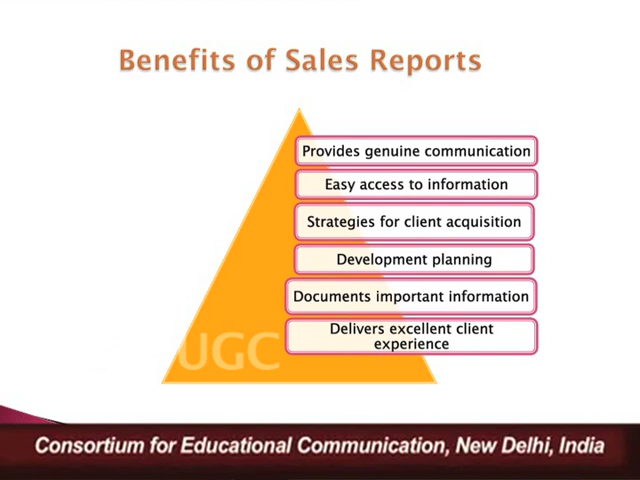 Benefits of Sales Reports
Provides genuine communication
Easy access to information
Strategies for client acquisition
Development planning
Documents important information
Delivers excellent client
experience
UGC
Consortium for Educational Communication, New Delhi, India